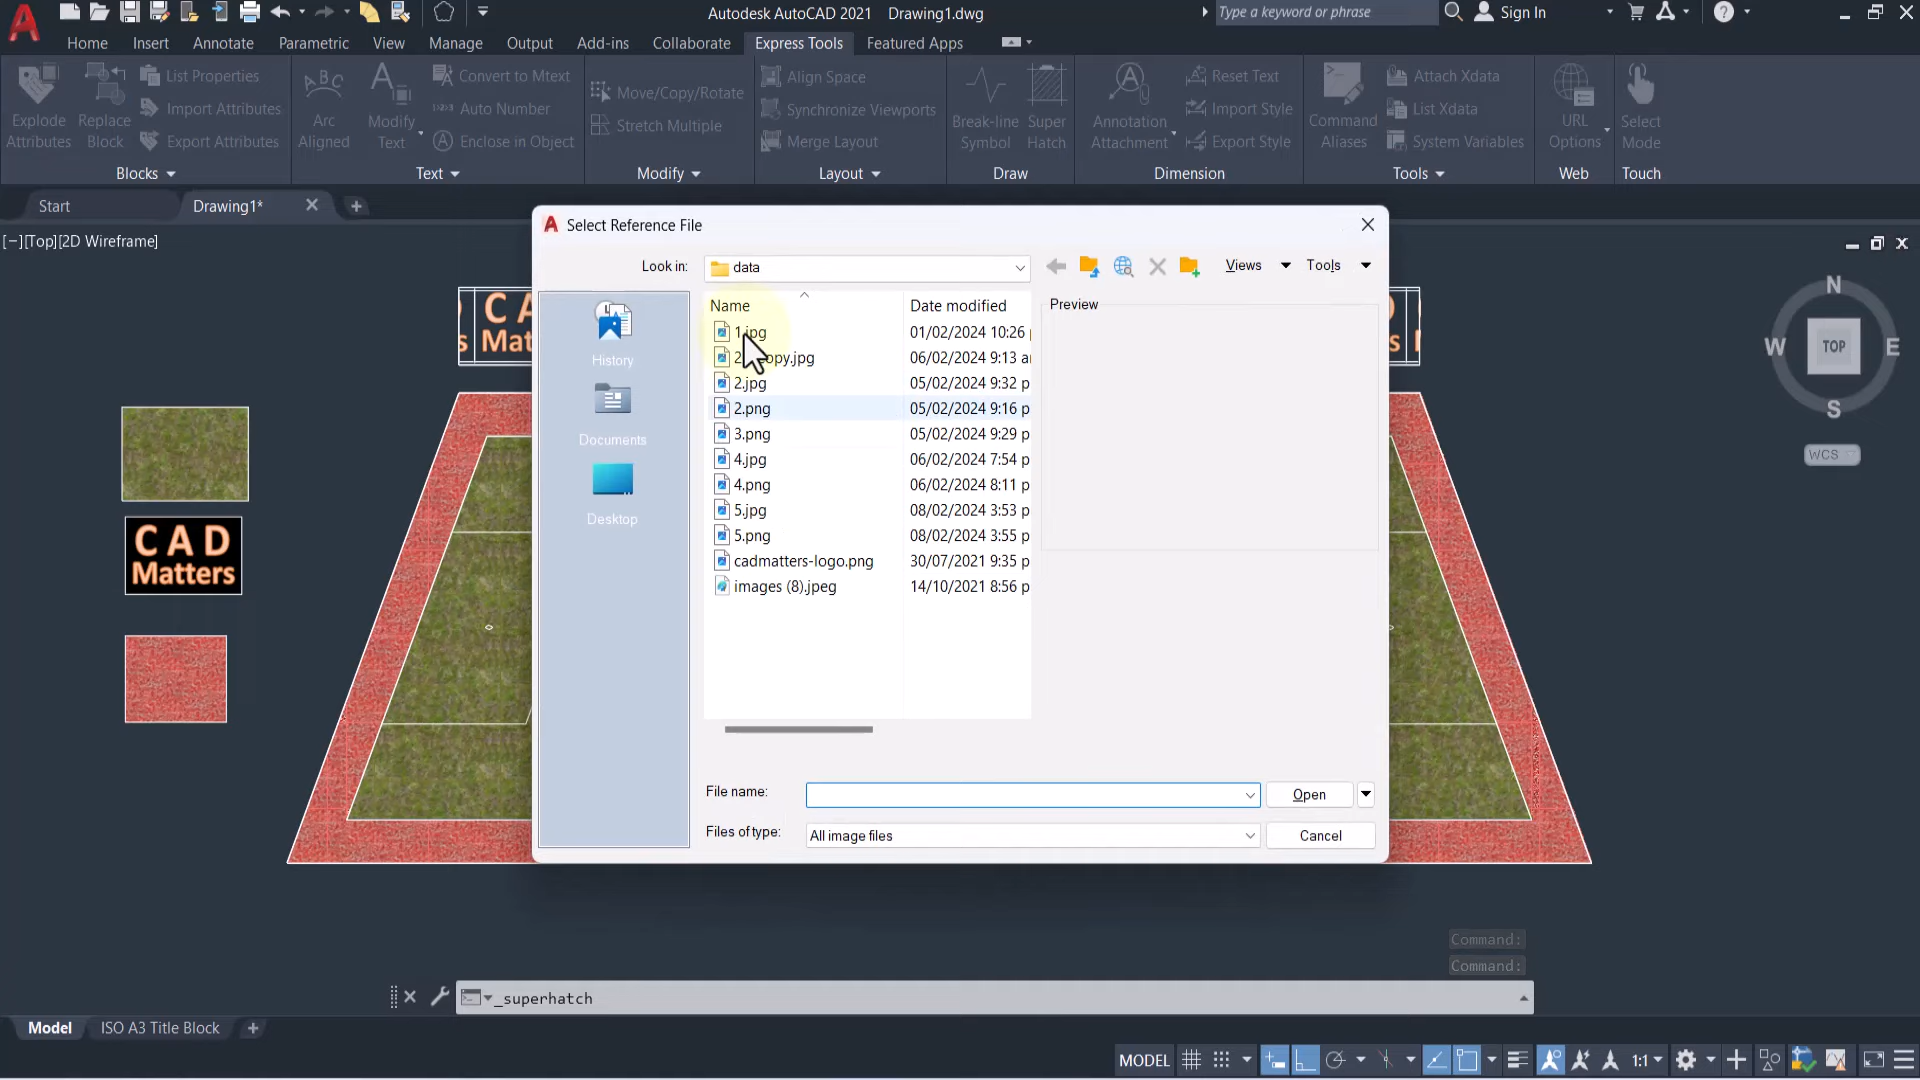 Autodesk AutoCAD 2021 Drawing1.dwg
Type a keyword or phrase
Sign In
Home Insert Annotate Parametric View Manage Output Add-ins Collaborate Express Tools Featured Apps
Explode Attributes
Replace Block
List Properties
Import Attributes
Export Attributes
Arc Aligned
Modify Text
Convert to Mtext
Auto Number
Enclose in Object
Move/Copy/Rotate
Stretch Multiple
Align Space
Synchronize Viewports
Merge Layout
Break-line Symbol
Super Hatch
Annotation Attachment
Reset Text
Import Style
Export Style
Command Aliases
Attach Xdata
List Xdata
System Variables
URL Options
Select Mode
Blocks Text Modify Layout Draw Dimension Tools Web Touch
Start Drawing1*
[−][Top][2D Wireframe]
Select Reference File
Look in: data
Views Tools
History
Documents
Desktop
Name Date modified
1.jpg 01/02/2024 10:26
06/02/2024 9:13 a
2.jpg 05/02/2024 9:32 p
2.png 05/02/2024 9:16 p
3.png 05/02/2024 9:29 p
4.jpg 06/02/2024 7:54 p
4.png 06/02/2024 8:11 p
5.jpg 08/02/2024 3:53 p
5.png 08/02/2024 3:55 p
cadmatters-logo.png 30/07/2021 9:35 p
images (8).jpeg 14/10/2021 8:56 p
Preview
File name:
Open
Files of type: All image files
Cancel
CAD
Matters
N
W TOP E
S
WCS
Command:
Command:
_superhatch
Model ISO A3 Title Block
MODEL 1:1